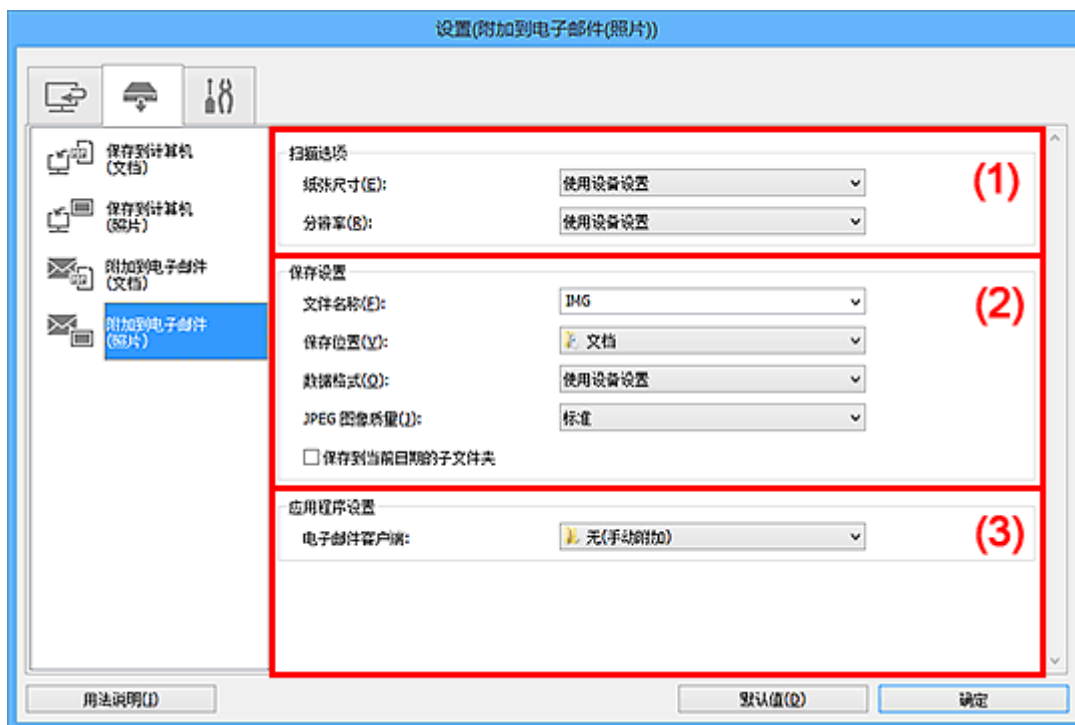 设置(附加到电子邮件(照片))
保存到计算机
(文档)
保存到计算机
(照片)
附加到电子邮件
(文档)
附加到电子邮件
(照片)
扫描选项
(1)
纸张尺寸(E): 使用设备设置
分辨率(R): 使用设备设置
保存设置
(2)
文件名称(F): IMG
保存位置(V): 文档
数据格式(O): 使用设备设置
JPEG 图像质量(J): 标准
保存到当前日期的子文件夹
应用程序设置
(3)
电子邮件客户端: 无(手动附加)
用法说明(I) 默认值(D) 确定